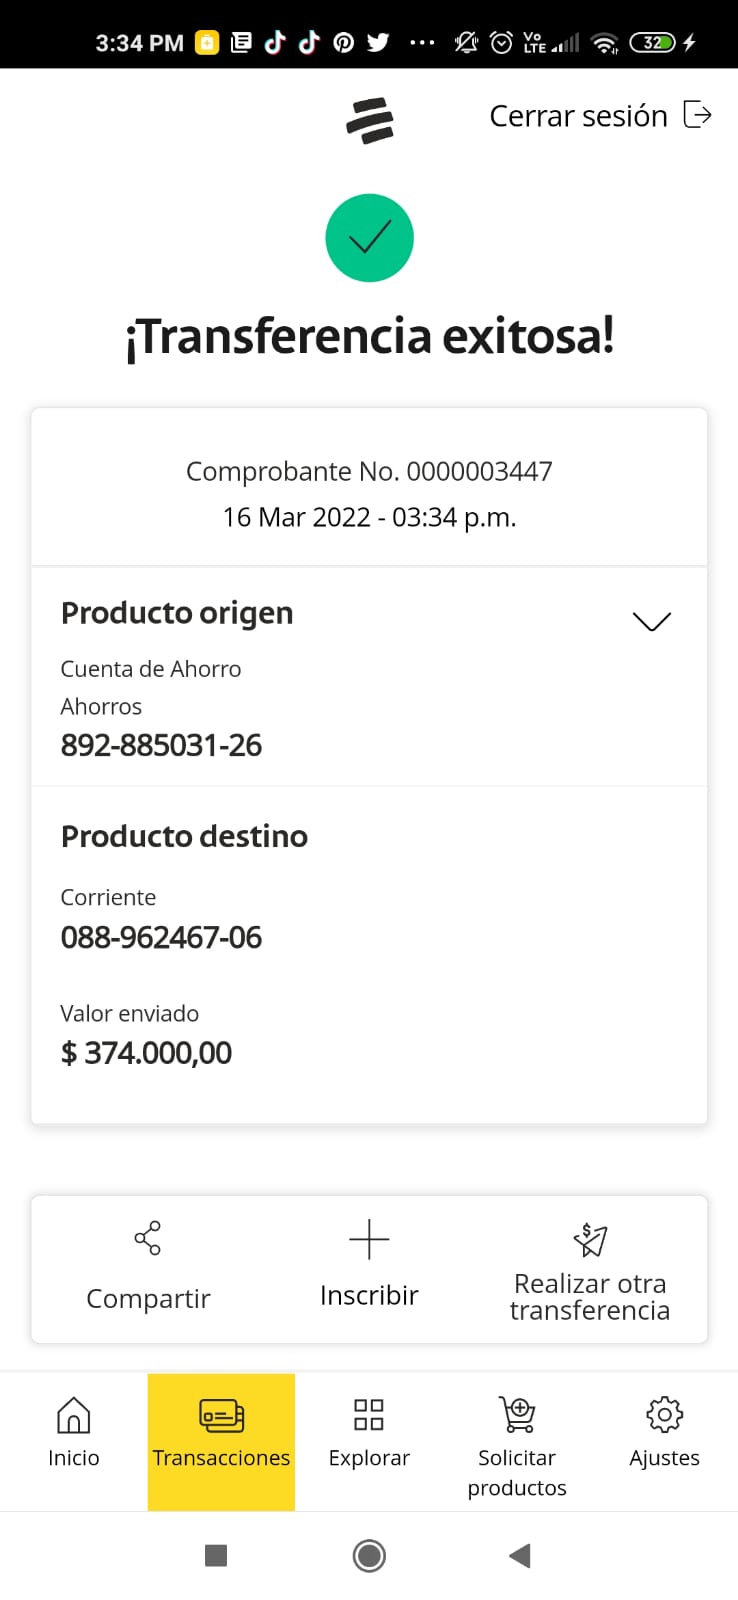 3:34 PM
Vo
LTE
32
Cerrar sesión
¡Transferencia exitosa!
Comprobante No. 0000003447
16 Mar 2022 - 03:34 p.m.
Producto origen
Cuenta de Ahorro
Ahorros
892-885031-26
Producto destino
Corriente
088-962467-06
Valor enviado
$ 374.000,00
Compartir
Inscribir
Realizar otra
transferencia
Inicio
Transacciones
Explorar
Solicitar
productos
Ajustes